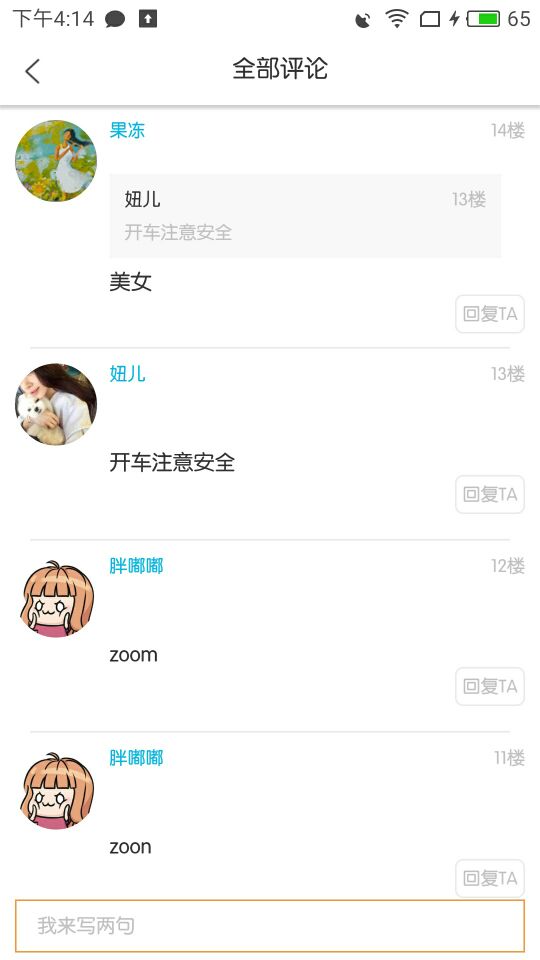 下午4:14 65
全部评论
果冻 14楼
妞儿 13楼
开车注意安全
美女
回复TA
妞儿 13楼
开车注意安全
回复TA
胖嘟嘟 12楼
zoom
回复TA
胖嘟嘟 11楼
zoon
回复TA
我来写两句